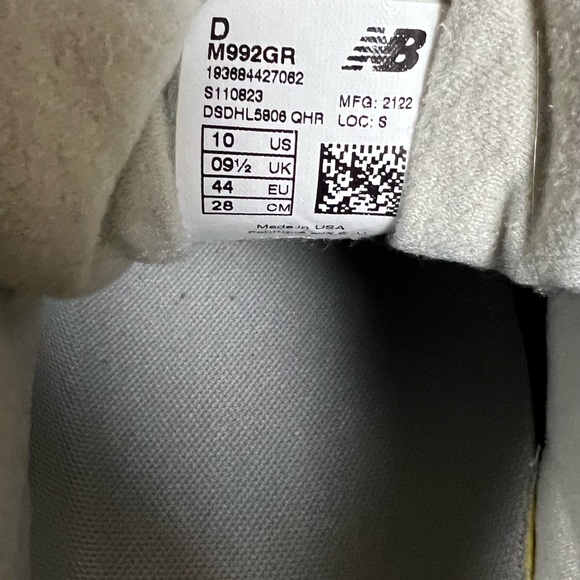 D
M992GR
193684427062
S110823
DSDHL5806 QHR
NB
MFG: 2122
LOC: S
10 US
09½ UK
44 EU
28 CM
Made in USA